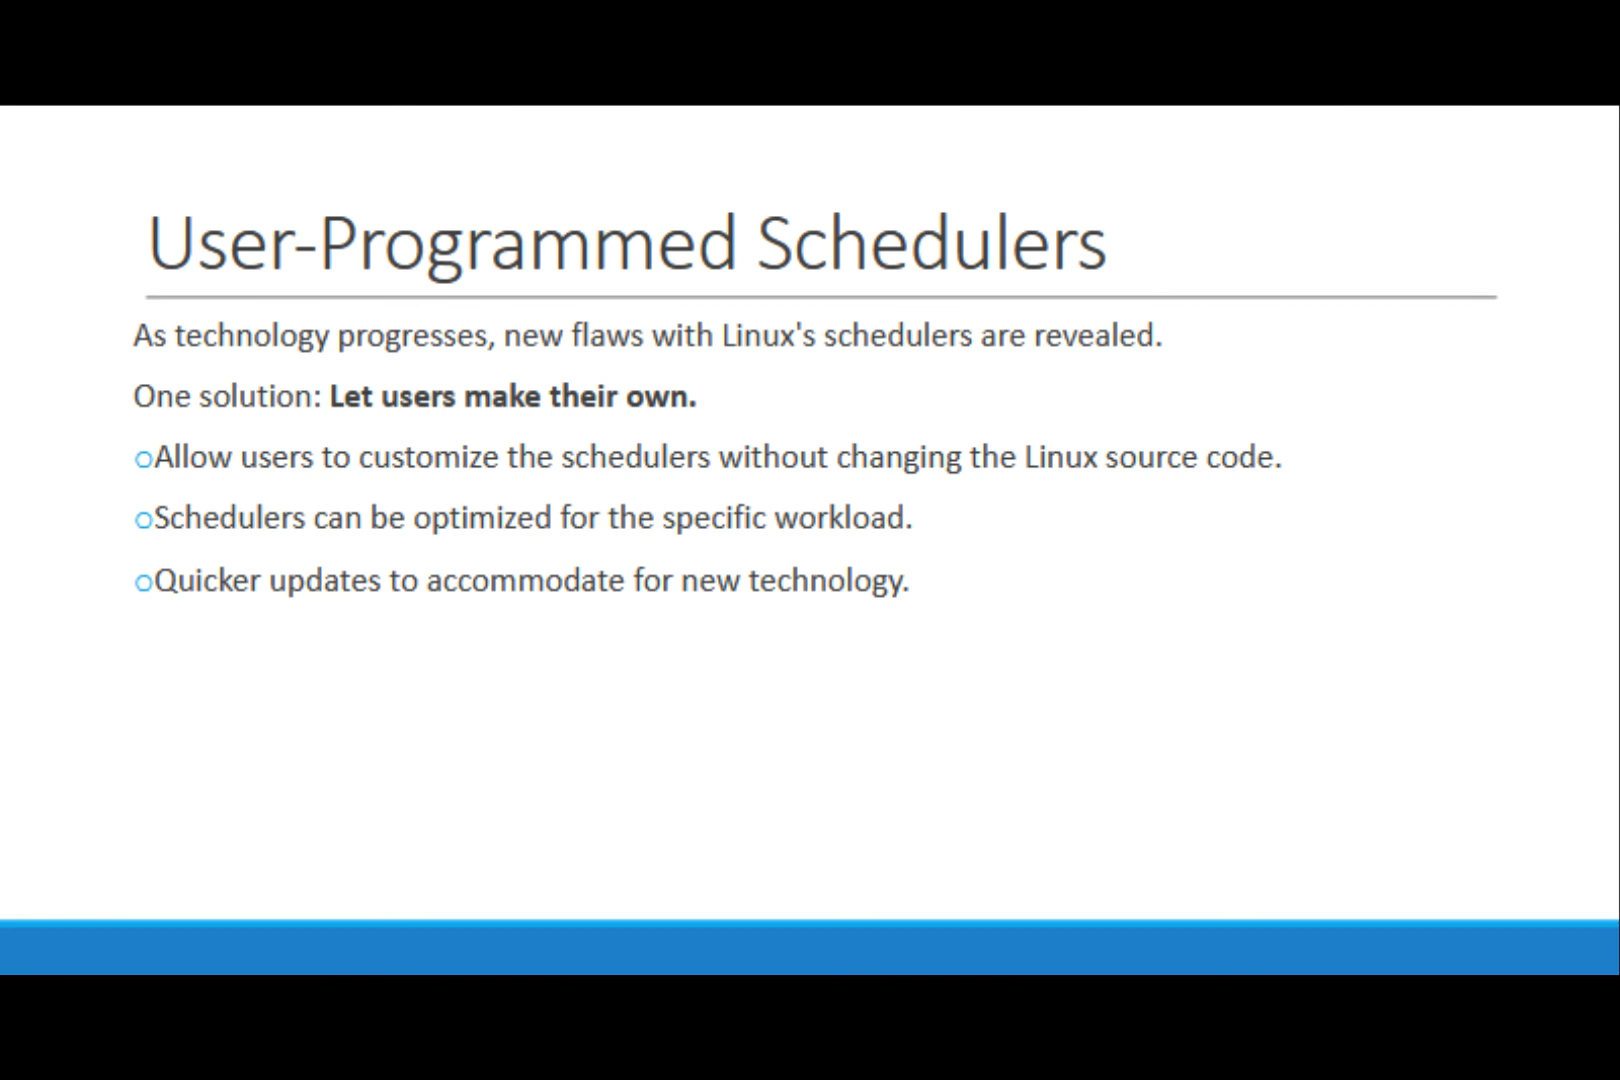 User-Programmed Schedulers
As technology progresses, new flaws with Linux's schedulers are revealed.
One solution: Let users make their own.
oAllow users to customize the schedulers without changing the Linux source code.
oSchedulers can be optimized for the specific workload.
oQuicker updates to accommodate for new technology.